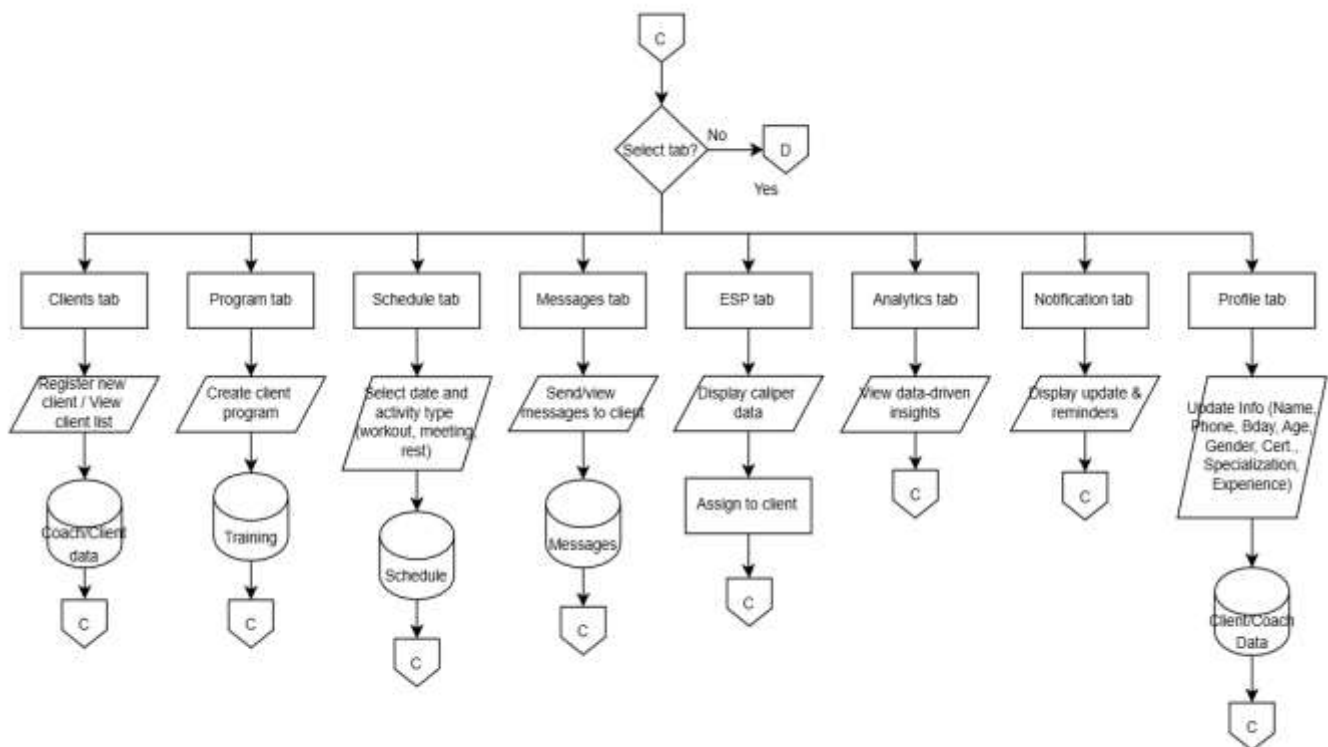 C
Select tab?
No
D
Yes
Clients tab
Program tab
Schedule tab
Messages tab
ESP tab
Analytics tab
Notification tab
Profile tab
Register new
client / View
client list
Create client
program
Select date and
activity type
(workout, meeting,
rest)
Send/view
messages to client
Display caliper
data
View data-driven
insights
Display update &
reminders
Update Info (Name,
Phone, Bday, Age,
Gender, Cert.,
Specialization,
Experience)
Coach/Client
data
Training
Schedule
Messages
Assign to client
C
C
Client/Coach
Data
C
C
C
C
C
C